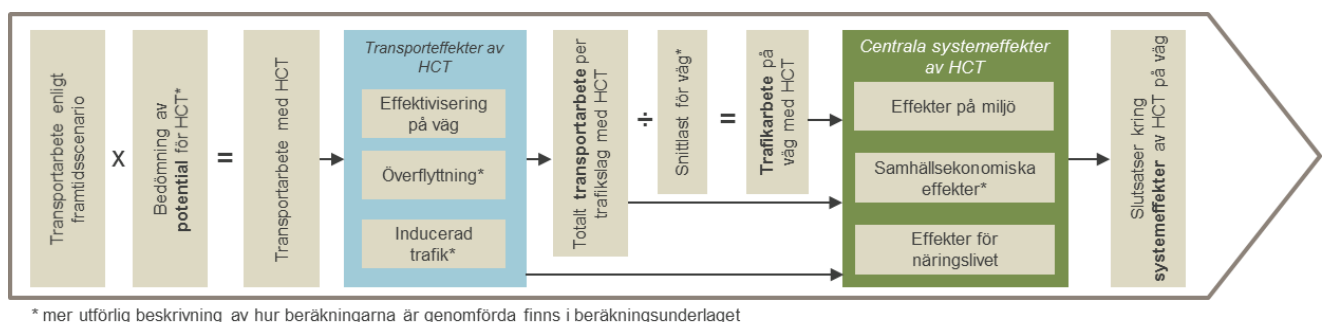 Transportarbete enligt
framtidsscenario
x
Bedömning av
potential för HCT*
=
Transportarbete med HCT
Transporteffekter av
HCT
Effektivisering
på väg
Överflyttning*
Inducerad
trafik*
Totalt transportarbete per
trafikslag med HCT
÷
Snittlast för väg*
=
Trafikarbete på
väg med HCT
Centrala systemeffekter
av HCT
Effekter på miljö
Samhällsekonomiska
effekter*
Effekter för
näringslivet
Slutsatser kring
systemeffekter av HCT på väg
* mer utförlig beskrivning av hur beräkningarna är genomförda finns i beräkningsunderlaget